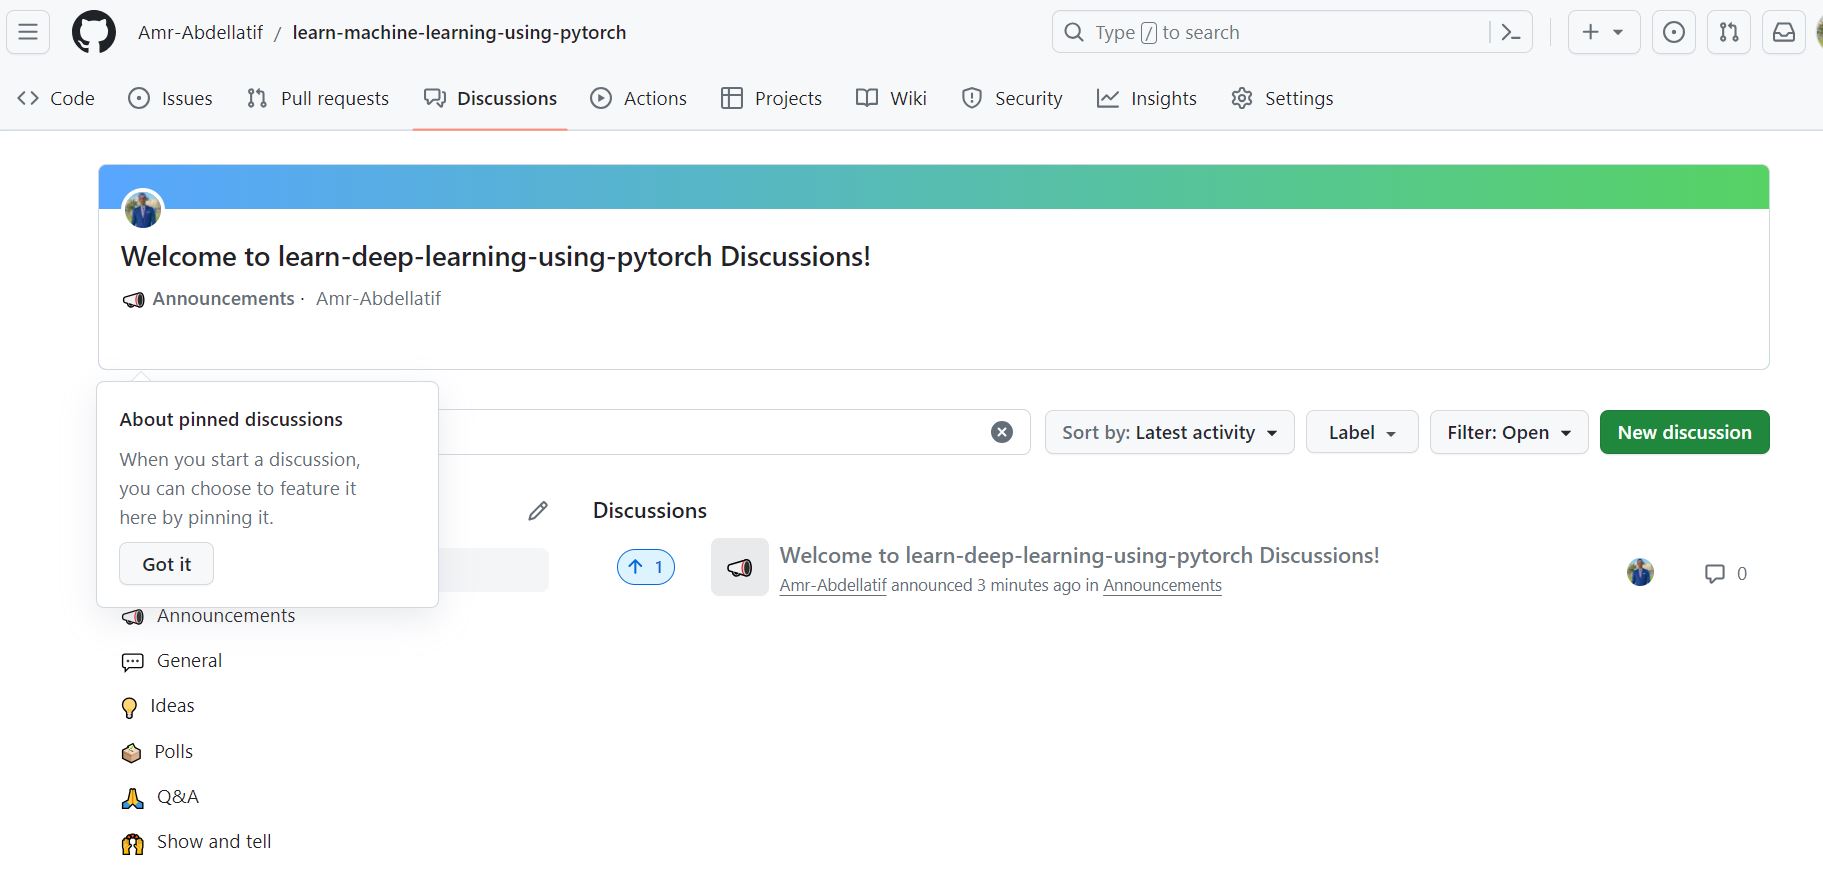 Amr-Abdellatif / learn-machine-learning-using-pytorch
Type / to search
Code Issues Pull requests Discussions Actions Projects Wiki Security Insights Settings
Welcome to learn-deep-learning-using-pytorch Discussions!
Announcements · Amr-Abdellatif
About pinned discussions
When you start a discussion,
you can choose to feature it
here by pinning it.
Got it
Sort by: Latest activity Label Filter: Open New discussion
Discussions
1 Welcome to learn-deep-learning-using-pytorch Discussions!
Amr-Abdellatif announced 3 minutes ago in Announcements
0
Announcements
General
Ideas
Polls
Q&A
Show and tell